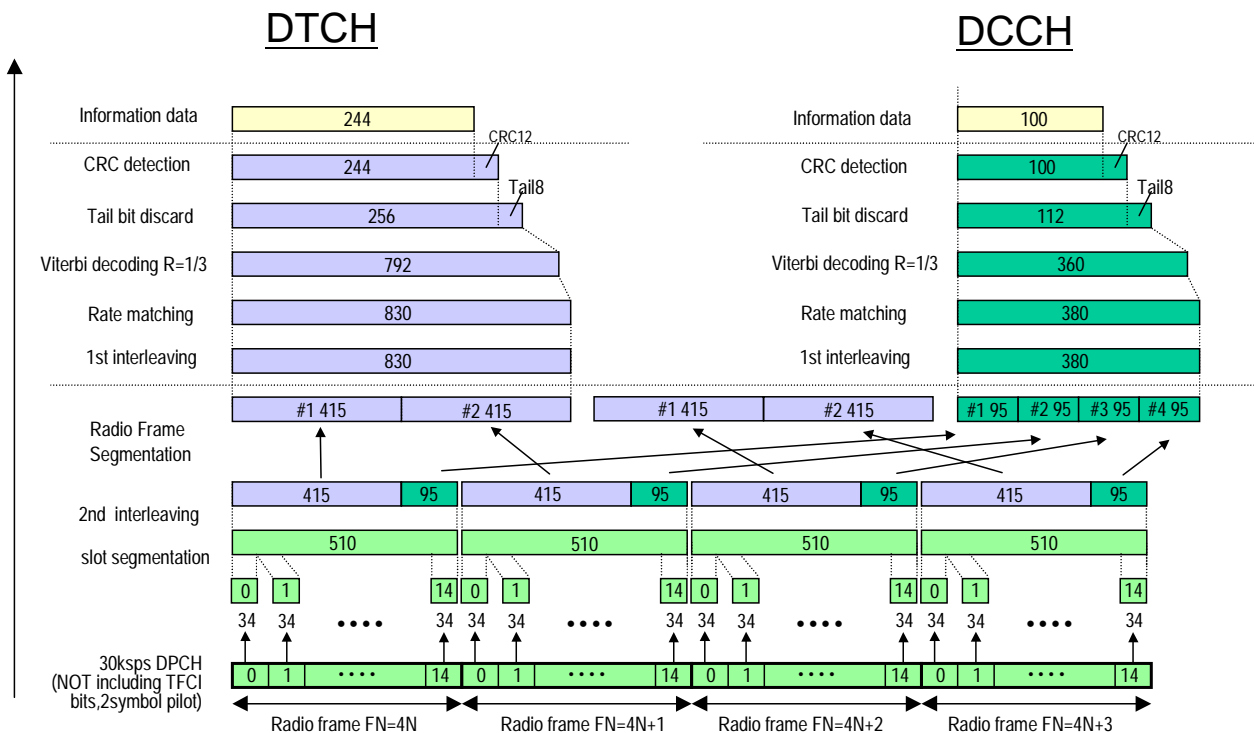 DTCH DCCH
Information data 244 Information data 100
CRC12 CRC12
CRC detection 244 CRC detection 100
Tail8 Tail8
Tail bit discard 256 Tail bit discard 112
Viterbi decoding R=1/3 792 Viterbi decoding R=1/3 360
Rate matching 830 Rate matching 380
1st interleaving 830 1st interleaving 380
#1 415 #2 415 #1 415 #2 415 #1 95 #2 95 #3 95 #4 95
Radio Frame
Segmentation
415 95 415 95 415 95 415 95
2nd interleaving
510 510 510 510
slot segmentation
0 1 14 0 1 14 0 1 14 0 1 14
34 34 •••• 34 34 34 •••• 34 34 34 •••• 34 34 34 •••• 34
30ksps DPCH
(NOT including TFCI
bits,2symbol pilot)
0 1 •••• 14 0 1 •••• 14 0 1 •••• 14 0 1 •••• 14
Radio frame FN=4N Radio frame FN=4N+1 Radio frame FN=4N+2 Radio frame FN=4N+3